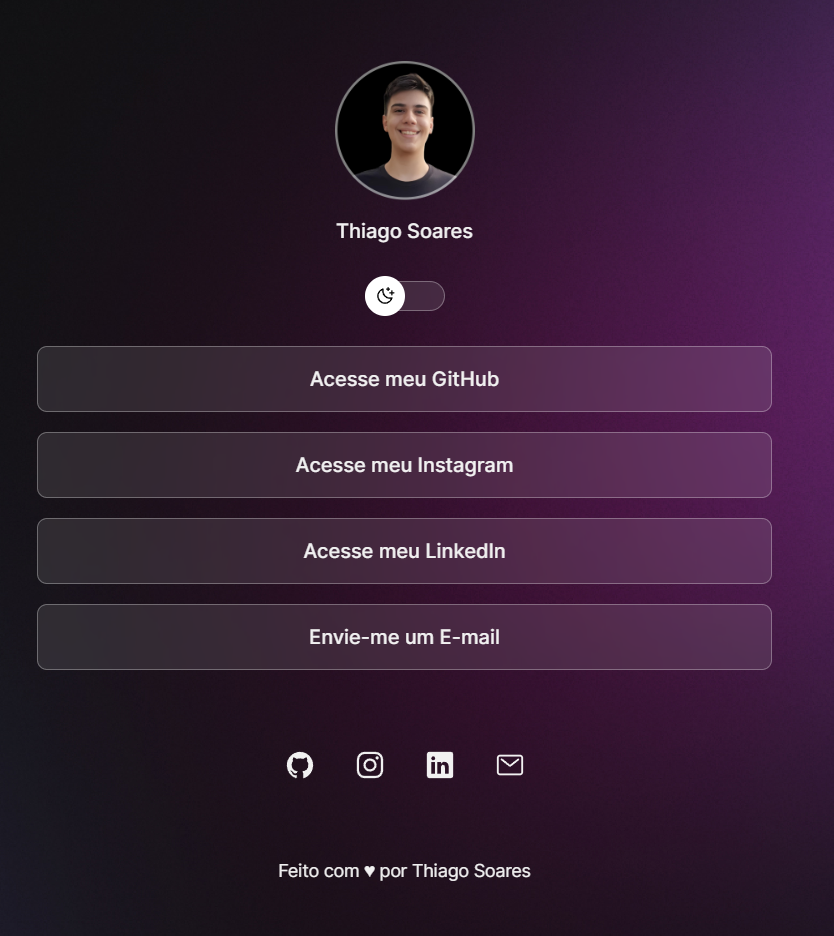 Thiago Soares
Acesse meu GitHub
Acesse meu Instagram
Acesse meu LinkedIn
Envie-me um E-mail
in
Feito com ♥ por Thiago Soares